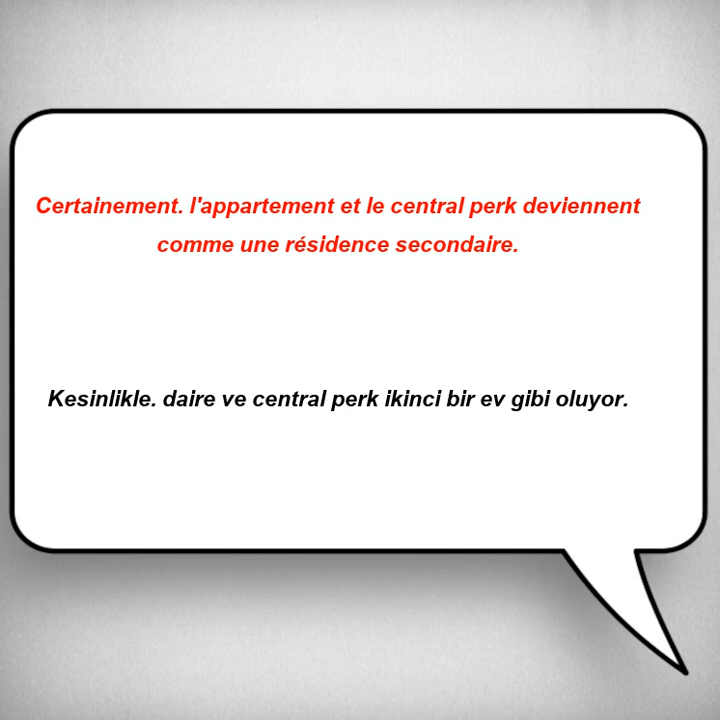 Certainement. l'appartement et le central perk deviennent
comme une résidence secondaire.
Kesinlikle. daire ve central perk ikinci bir ev gibi oluyor.